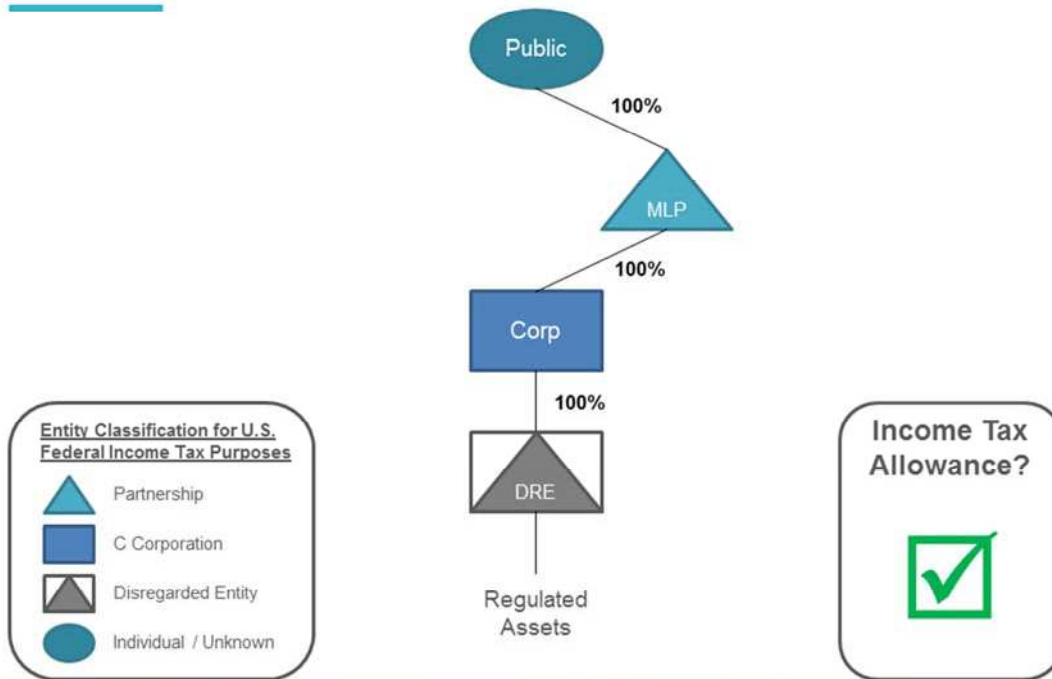 Public
100%
MLP
100%
Corp
100%
DRE
Regulated
Assets
Entity Classification for U.S.
Federal Income Tax Purposes
Partnership
C Corporation
Disregarded Entity
Individual / Unknown
Income Tax
Allowance?